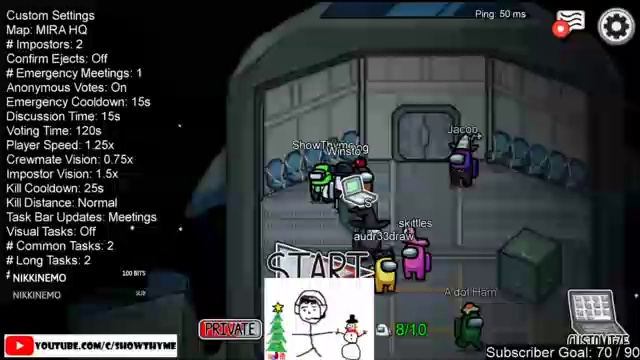 Custom Settings
Map: MIRA HQ
# Impostors: 2
Confirm Ejects: Off
# Emergency Meetings: 1
Anonymous Votes: On
Emergency Cooldown: 15s
Discussion Time: 15s
Voting Time: 120s
Player Speed: 1.25x
Crewmate Vision: 0.75x
Impostor Vision: 1.5x
Kill Cooldown: 25s
Kill Distance: Normal
Task Bar Updates: Meetings
Visual Tasks: Off
# Common Tasks: 2
# Long Tasks: 2
NIKKINEMO 100 BITS
NIKKINEMO SUB
YOUTUBE.COM/C/SHOWTHYME
Ping: 50 ms
Jacob
ShowThyme
Winsto
skittles
audr33draw
START
A dot Ham
PRIVATE
8/10
CUSTOMIZE
Subscriber Goal: 70 / 90